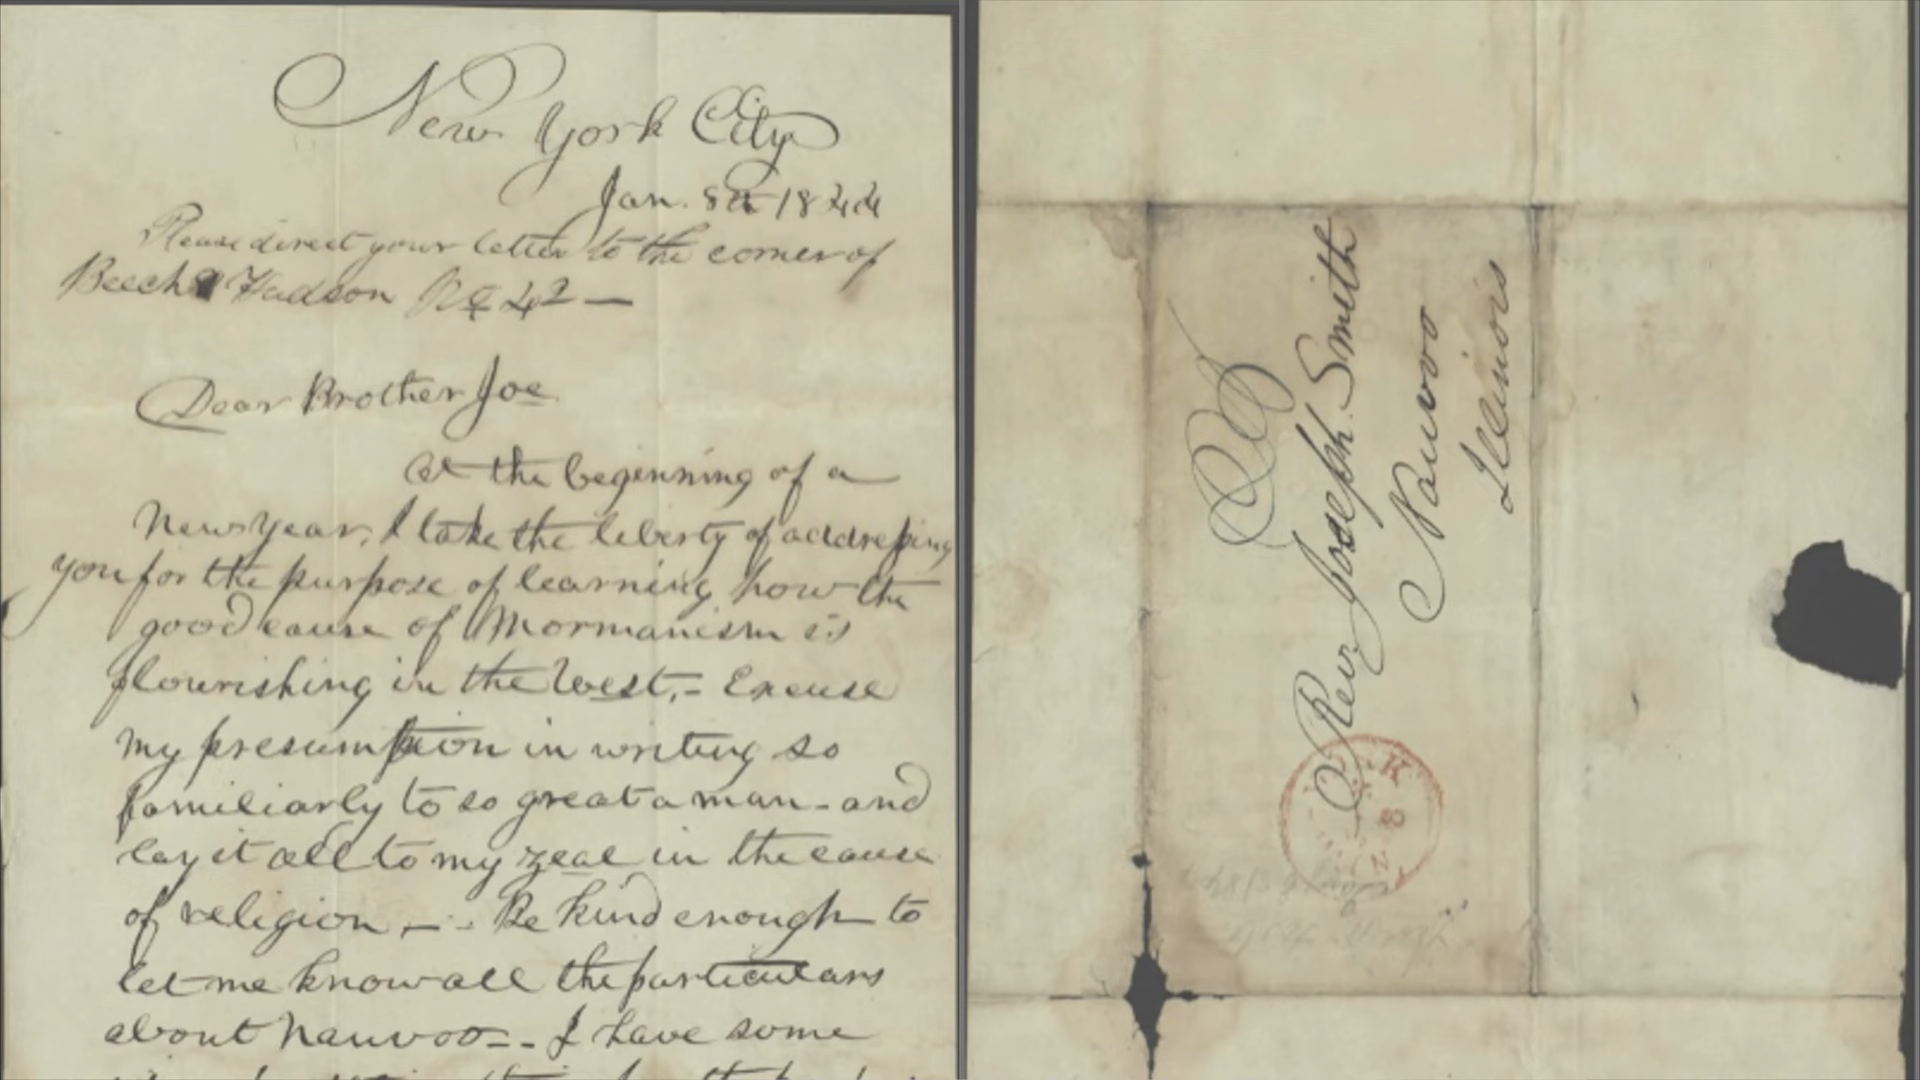 New York City
Jan. 8th 1844
Please direct your letter to the corner of
Beech & Hudson No 42 —
Dear Brother Joe
At the beginning of a
New Year, I take the liberty of addressing
you for the purpose of learning how the
good cause of Mormanism is
flourishing in the West, - Excuse
my presumption in writing so
familiarly to so great a man - and
lay it all to my zeal in the cause
of religion — . Be kind enough to
let me know all the particulars
about Nauvoo - - I have some
Rev Joseph Smith
Nauvoo
Illinois